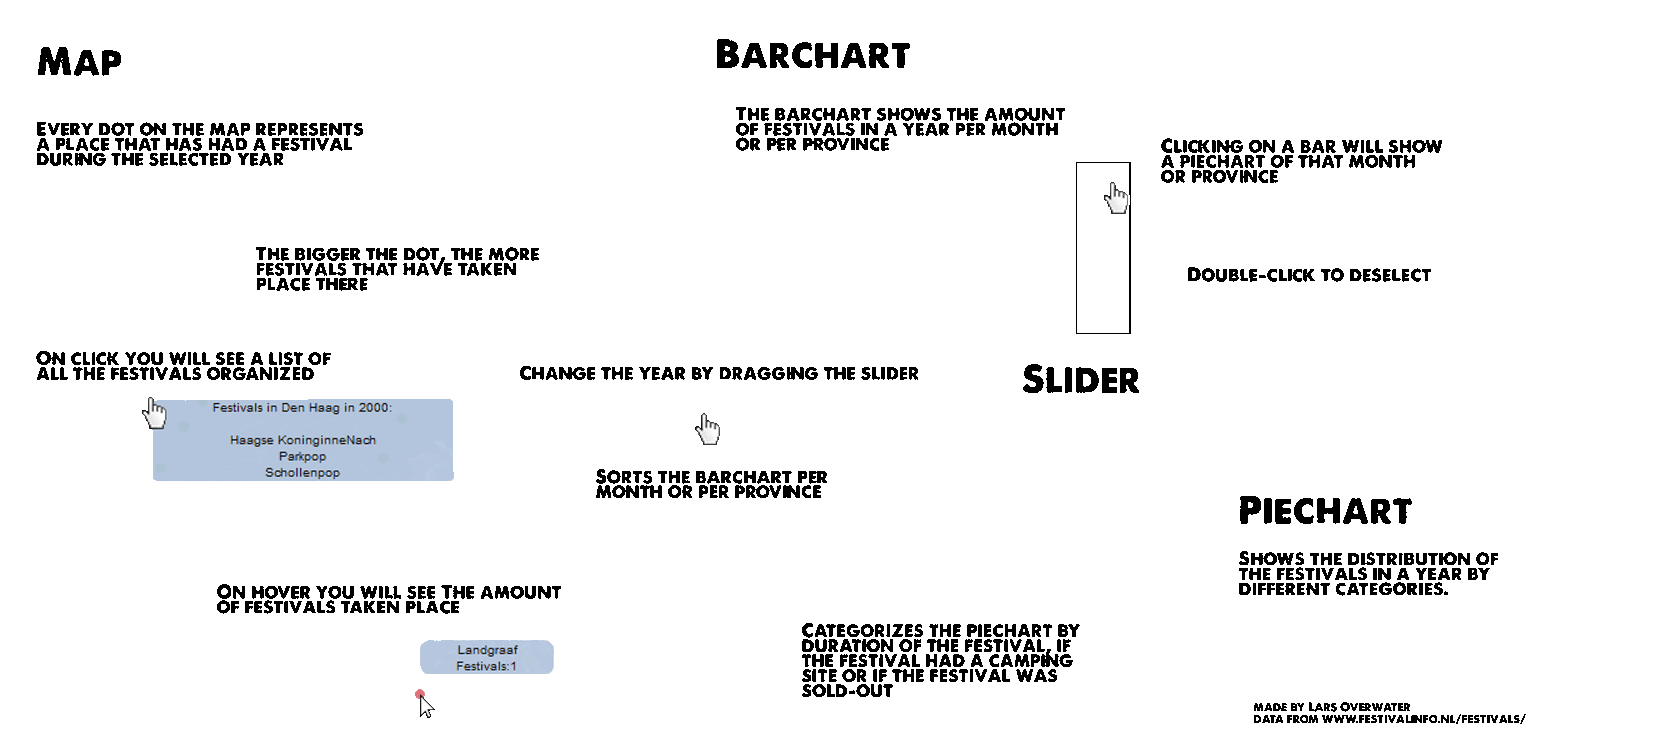 Map
Every dot on the map represents
a place that has had a festival
during the selected year
The bigger the dot, the more
festivals that have taken
place there
On click you will see a list of
all the festivals organized
Festivals in Den Haag in 2000:
Haagse KoninginneNach
Parkpop
Schollenpop
On hover you will see The amount
of festivals taken place
Landgraaf
Festivals:1
Barchart
The barchart shows the amount
of festivals in a year per month
or per province
Clicking on a bar will show
a piechart of that month
or province
Double-click to deselect
Slider
Change the year by dragging the slider
Sorts the barchart per
month or per province
Piechart
Shows the distribution of
the festivals in a year by
different categories.
Categorizes the piechart by
duration of the festival, if
the festival had a camping
site or if the festival was
sold-out
made by Lars Overwater
data from www.festivalinfo.nl/festivals/